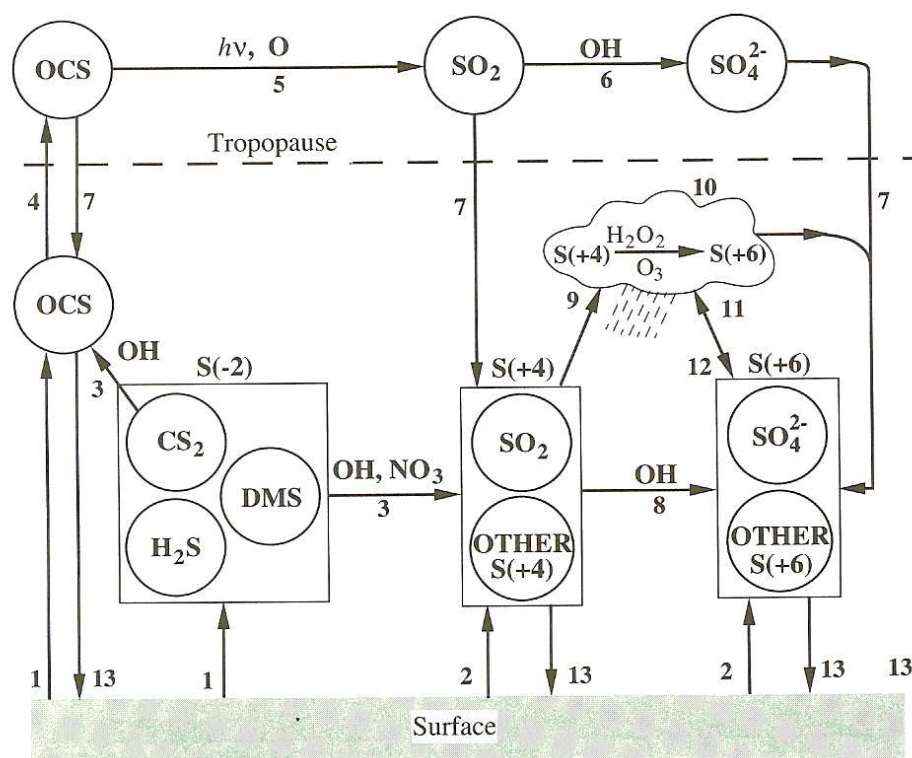 hν, O
OH
OCS
SO₂
SO₄²⁻
5
6
Tropopause
4
7
7
10
7
H₂O₂
S(+4)
S(+6)
O₃
OCS
9
11
OH
S(-2)
S(+4)
12
S(+6)
3
CS₂
SO₂
SO₄²⁻
OH, NO₃
OH
DMS
3
8
H₂S
OTHER
S(+4)
OTHER
S(+6)
1
13
1
2
13
2
13
13
Surface